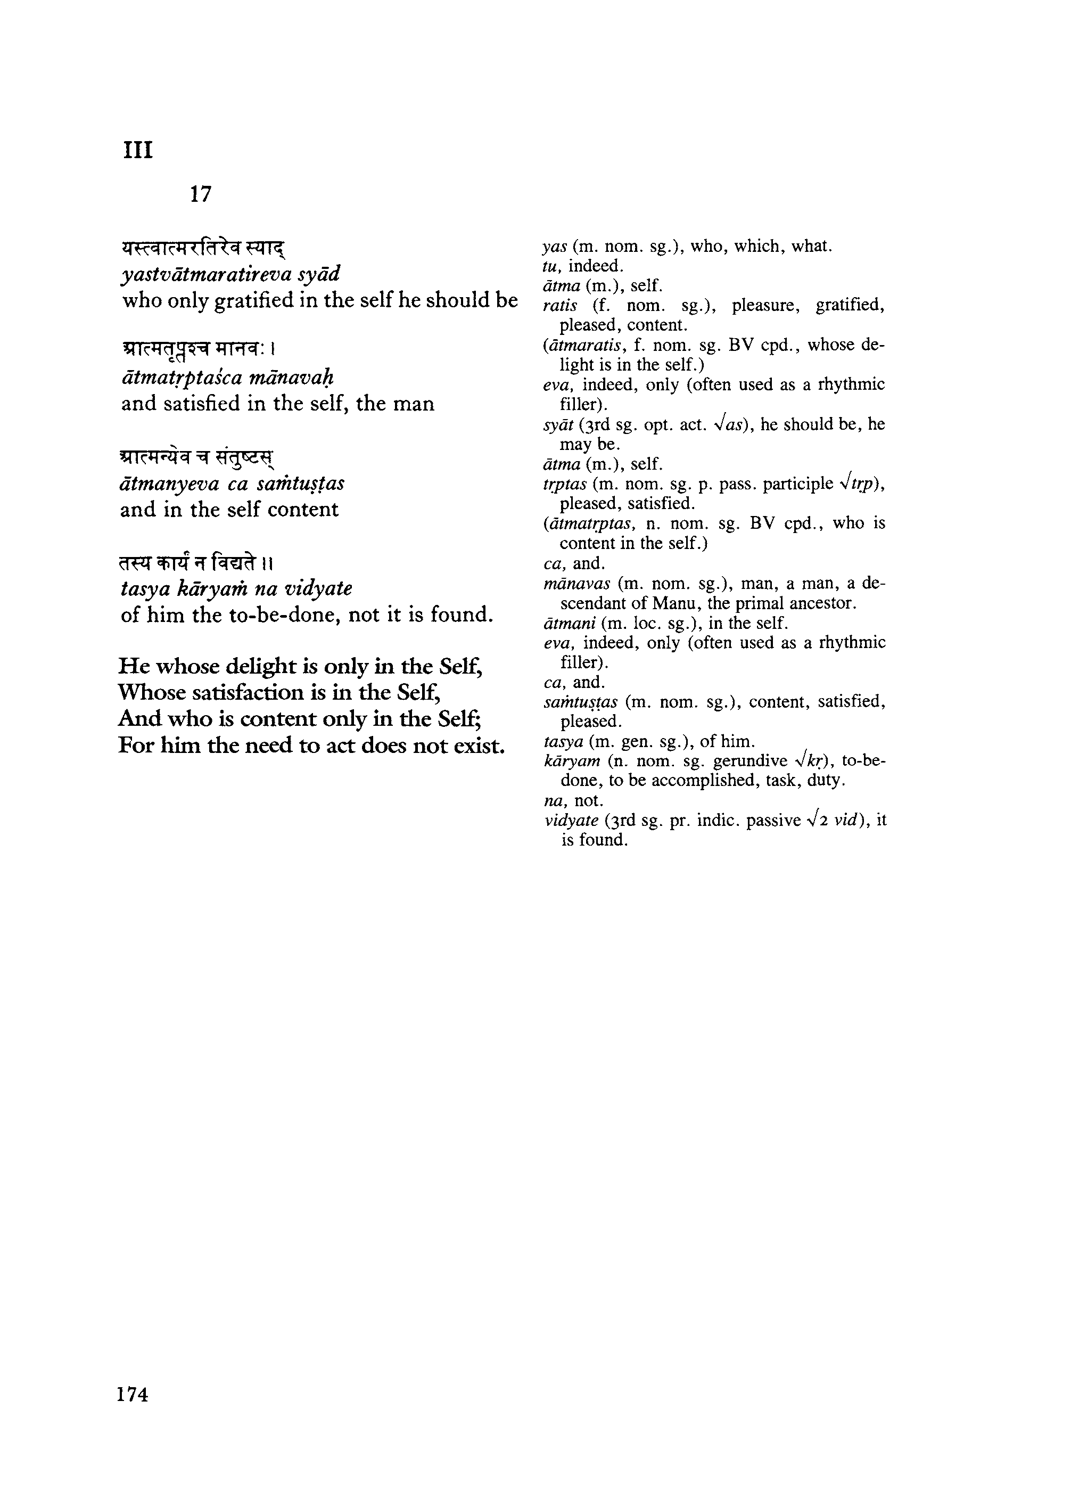 III
17
यस्त्वात्मरतिरेव स्याद्
yastvātmaratireva syād
who only gratified in the self he should be
आत्मतृप्तश्च मानवः ।
ātmatṛptaśca mānavaḥ
and satisfied in the self, the man
आत्मन्येव च संतुष्टस्
ātmanyeva ca saṁtuṣṭas
and in the self content
तस्य कार्यं न विद्यते ॥
tasya kāryaṁ na vidyate
of him the to-be-done, not it is found.
He whose delight is only in the Self,
Whose satisfaction is in the Self,
And who is content only in the Self;
For him the need to act does not exist.
yas (m. nom. sg.), who, which, what.
tu, indeed.
ātma (m.), self.
ratis (f. nom. sg.), pleasure, gratified,
pleased, content.
(ātmaratis, f. nom. sg. BV cpd., whose de-
light is in the self.)
eva, indeed, only (often used as a rhythmic
filler).
syāt (3rd sg. opt. act. √as), he should be, he
may be.
ātma (m.), self.
tṛptas (m. nom. sg. p. pass. participle √tṛp),
pleased, satisfied.
(ātmatṛptas, n. nom. sg. BV cpd., who is
content in the self.)
ca, and.
mānavas (m. nom. sg.), man, a man, a de-
scendant of Manu, the primal ancestor.
ātmani (m. loc. sg.), in the self.
eva, indeed, only (often used as a rhythmic
filler).
ca, and.
saṁtuṣṭas (m. nom. sg.), content, satisfied,
pleased.
tasya (m. gen. sg.), of him.
kāryam (n. nom. sg. gerundive √kṛ), to-be-
done, to be accomplished, task, duty.
na, not.
vidyate (3rd sg. pr. indic. passive √2 vid), it
is found.
174